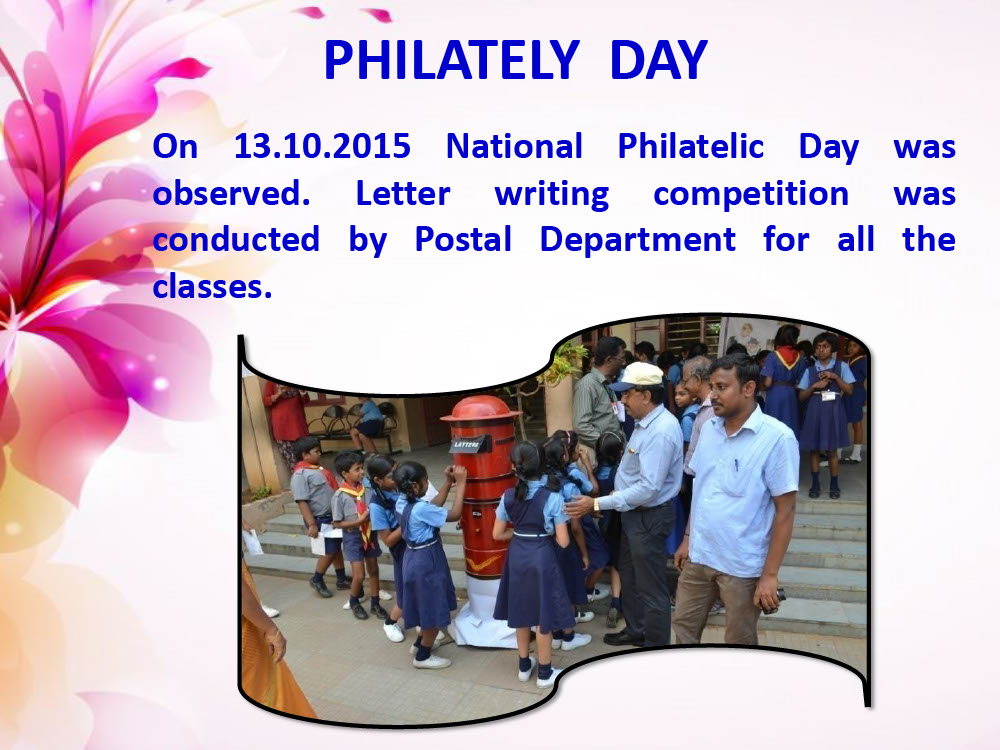 PHILATELY DAY
On 13.10.2015 National Philatelic Day was
observed. Letter writing competition was
conducted by Postal Department for all the
classes.
LETTERS